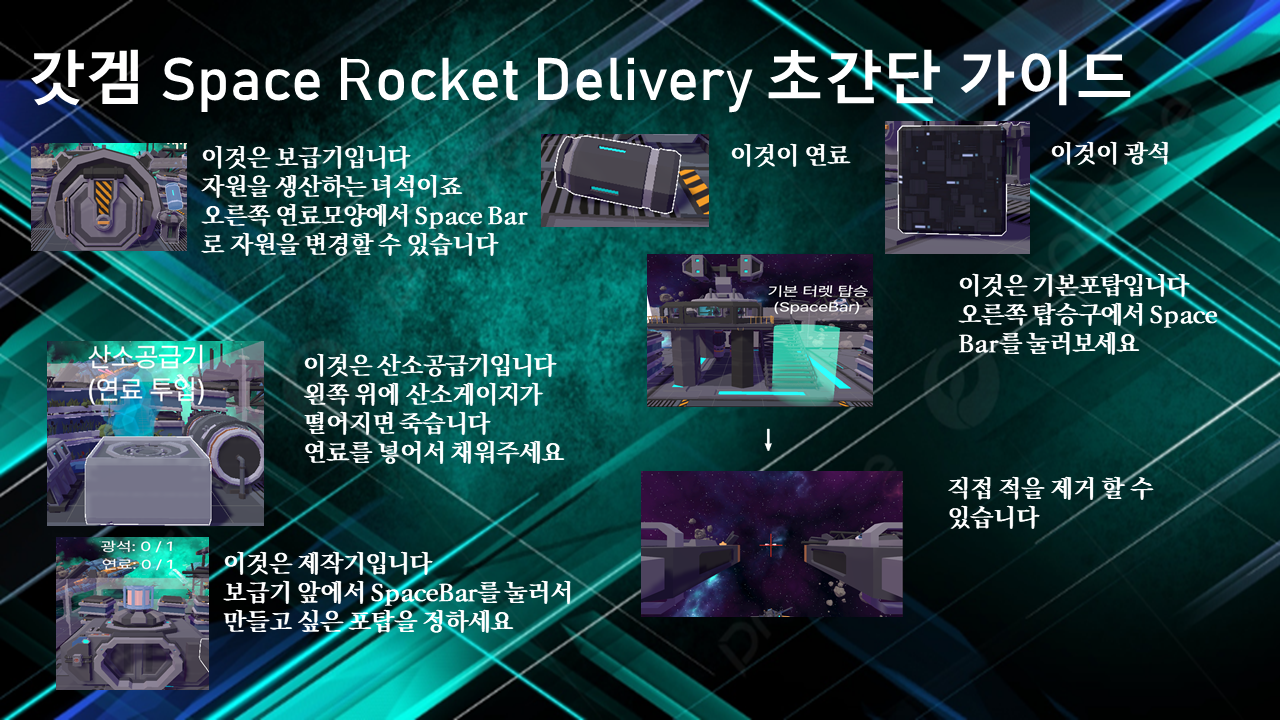 갓겜 Space Rocket Delivery 초간단 가이드
이것은 보급기입니다
자원을 생산하는 녀석이죠
오른쪽 연료모양에서 Space Bar
로 자원을 변경할 수 있습니다
이것이 연료
이것이 광석
기본 터렛 탑승
(SpaceBar)
이것은 기본포탑입니다
오른쪽 탑승구에서 Space
Bar를 눌러보세요
산소공급기
(연료 투입)
이것은 산소공급기입니다
왼쪽 위에 산소게이지가
떨어지면 죽습니다
연료를 넣어서 채워주세요
직접 적을 제거 할 수
있습니다
광석: 0 / 1
연료: 0 / 1
이것은 제작기입니다
보급기 앞에서 SpaceBar를 눌러서
만들고 싶은 포탑을 정하세요